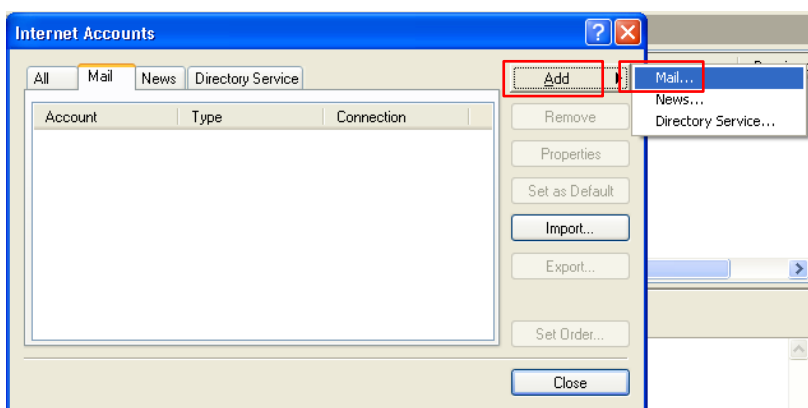 Internet Accounts
All Mail News Directory Service
Add
Mail...
News...
Directory Service...
Account Type Connection
Remove
Properties
Set as Default
Import...
Export...
Set Order...
Close